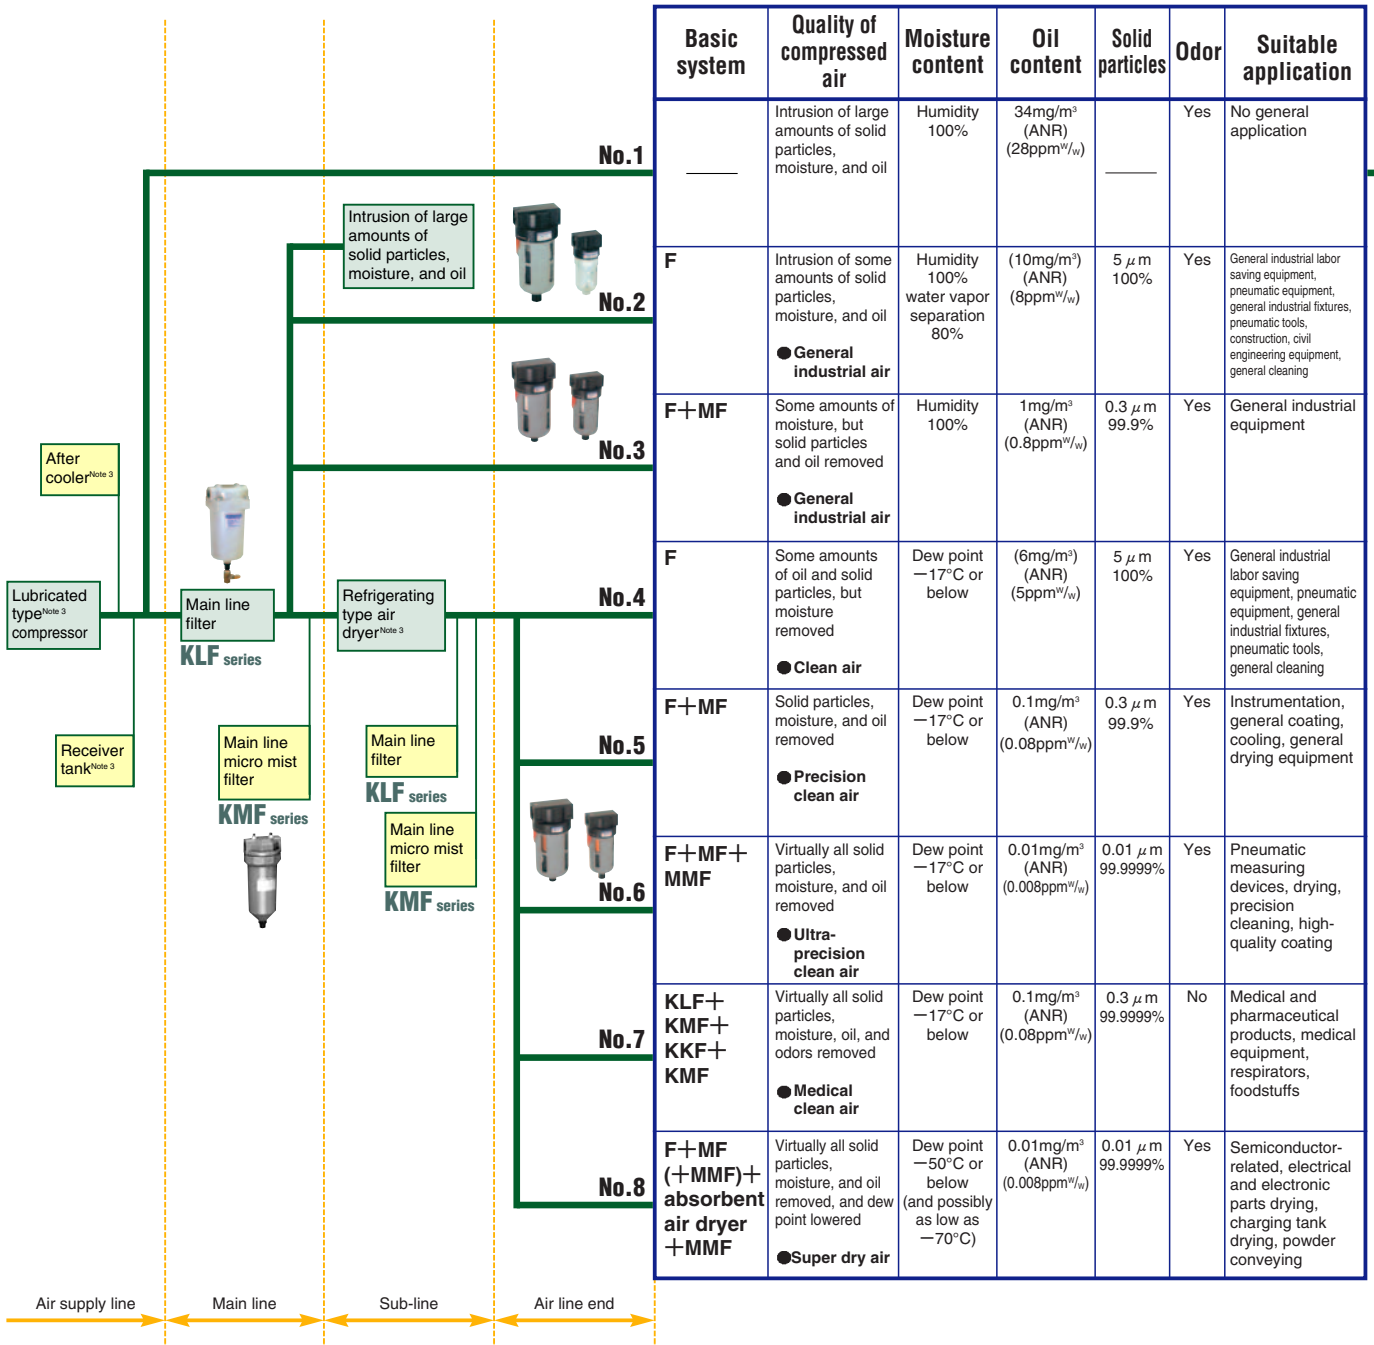 Basic
system
Quality of
compressed
air
Moisture
content
Oil
content
Solid
particles
Odor
Suitable
application
No.1
Intrusion of large
amounts of solid
particles,
moisture, and oil
Humidity
100%
34mg/m³
(ANR)
(28ppmʷ/w)
Yes
No general
application
Intrusion of large
amounts of
solid particles,
moisture, and oil
No.2
F
Intrusion of some
amounts of solid
particles,
moisture, and oil
●General
industrial air
Humidity
100%
water vapor
separation
80%
(10mg/m³)
(ANR)
(8ppmʷ/w)
5 μm
100%
Yes
General industrial labor
saving equipment,
pneumatic equipment,
general industrial fixtures,
pneumatic tools,
construction, civil
engineering equipment,
general cleaning
No.3
F+MF
Some amounts of
moisture, but
solid particles
and oil removed
●General
industrial air
Humidity
100%
1mg/m³
(ANR)
(0.8ppmʷ/w)
0.3 μm
99.9%
Yes
General industrial
equipment
After
cooler Note 3
Lubricated
type Note 3
compressor
Main line
filter
KLF series
Refrigerating
type air
dryer Note 3
No.4
F
Some amounts
of oil and solid
particles, but
moisture
removed
●Clean air
Dew point
−17°C or
below
(6mg/m³)
(ANR)
(5ppmʷ/w)
5 μm
100%
Yes
General industrial
labor saving
equipment, pneumatic
equipment, general
industrial fixtures,
pneumatic tools,
general cleaning
Receiver
tank Note 3
Main line
micro mist
filter
KMF series
Main line
filter
KLF series
Main line
micro mist
filter
KMF series
No.5
F+MF
Solid particles,
moisture, and oil
removed
●Precision
clean air
Dew point
−17°C or
below
0.1mg/m³
(ANR)
(0.08ppmʷ/w)
0.3 μm
99.9%
Yes
Instrumentation,
general coating,
cooling, general
drying equipment
No.6
F+MF+
MMF
Virtually all solid
particles,
moisture, and oil
removed
●Ultra-
precision
clean air
Dew point
−17°C or
below
0.01mg/m³
(ANR)
(0.008ppmʷ/w)
0.01 μm
99.9999%
Yes
Pneumatic
measuring
devices, drying,
precision
cleaning, high-
quality coating
No.7
KLF+
KMF+
KKF+
KMF
Virtually all solid
particles,
moisture, oil, and
odors removed
●Medical
clean air
Dew point
−17°C or
below
0.1mg/m³
(ANR)
(0.08ppmʷ/w)
0.3 μm
99.9999%
No
Medical and
pharmaceutical
products, medical
equipment,
respirators,
foodstuffs
No.8
F+MF
(+MMF)+
absorbent
air dryer
+MMF
Virtually all solid
particles,
moisture, and oil
removed, and dew
point lowered
●Super dry air
Dew point
−50°C or
below
(and possibly
as low as
−70°C)
0.01mg/m³
(ANR)
(0.008ppmʷ/w)
0.01 μm
99.9999%
Yes
Semiconductor-
related, electrical
and electronic
parts drying,
charging tank
drying, powder
conveying
Air supply line
Main line
Sub-line
Air line end